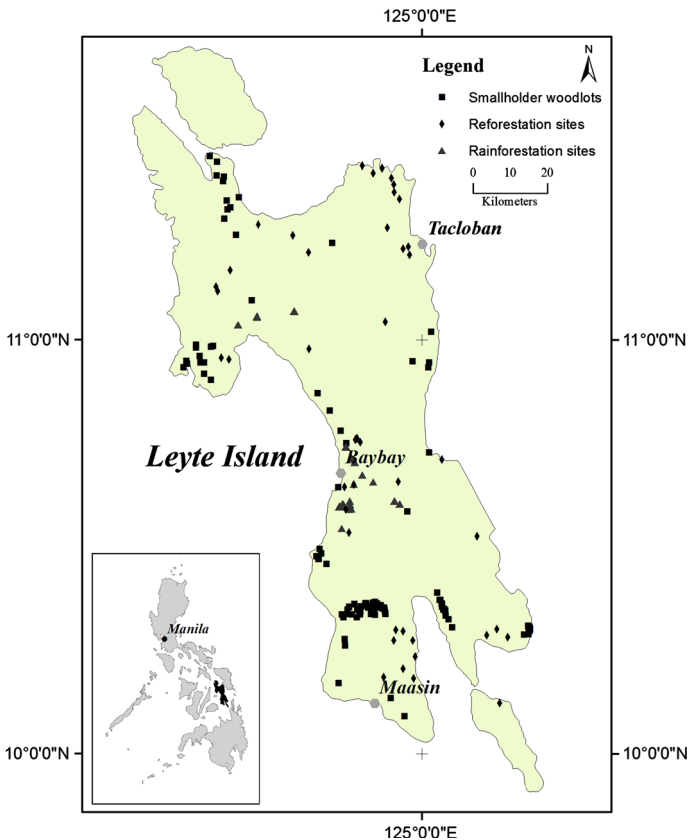 125°0'0"E
N
Legend
Smallholder woodlots
Reforestation sites
Rainforestation sites
0 10 20
Kilometers
Tacloban
11°0'0"N
11°0'0"N
Leyte Island
Baybay
Manila
Maasin
10°0'0"N
10°0'0"N
125°0'0"E